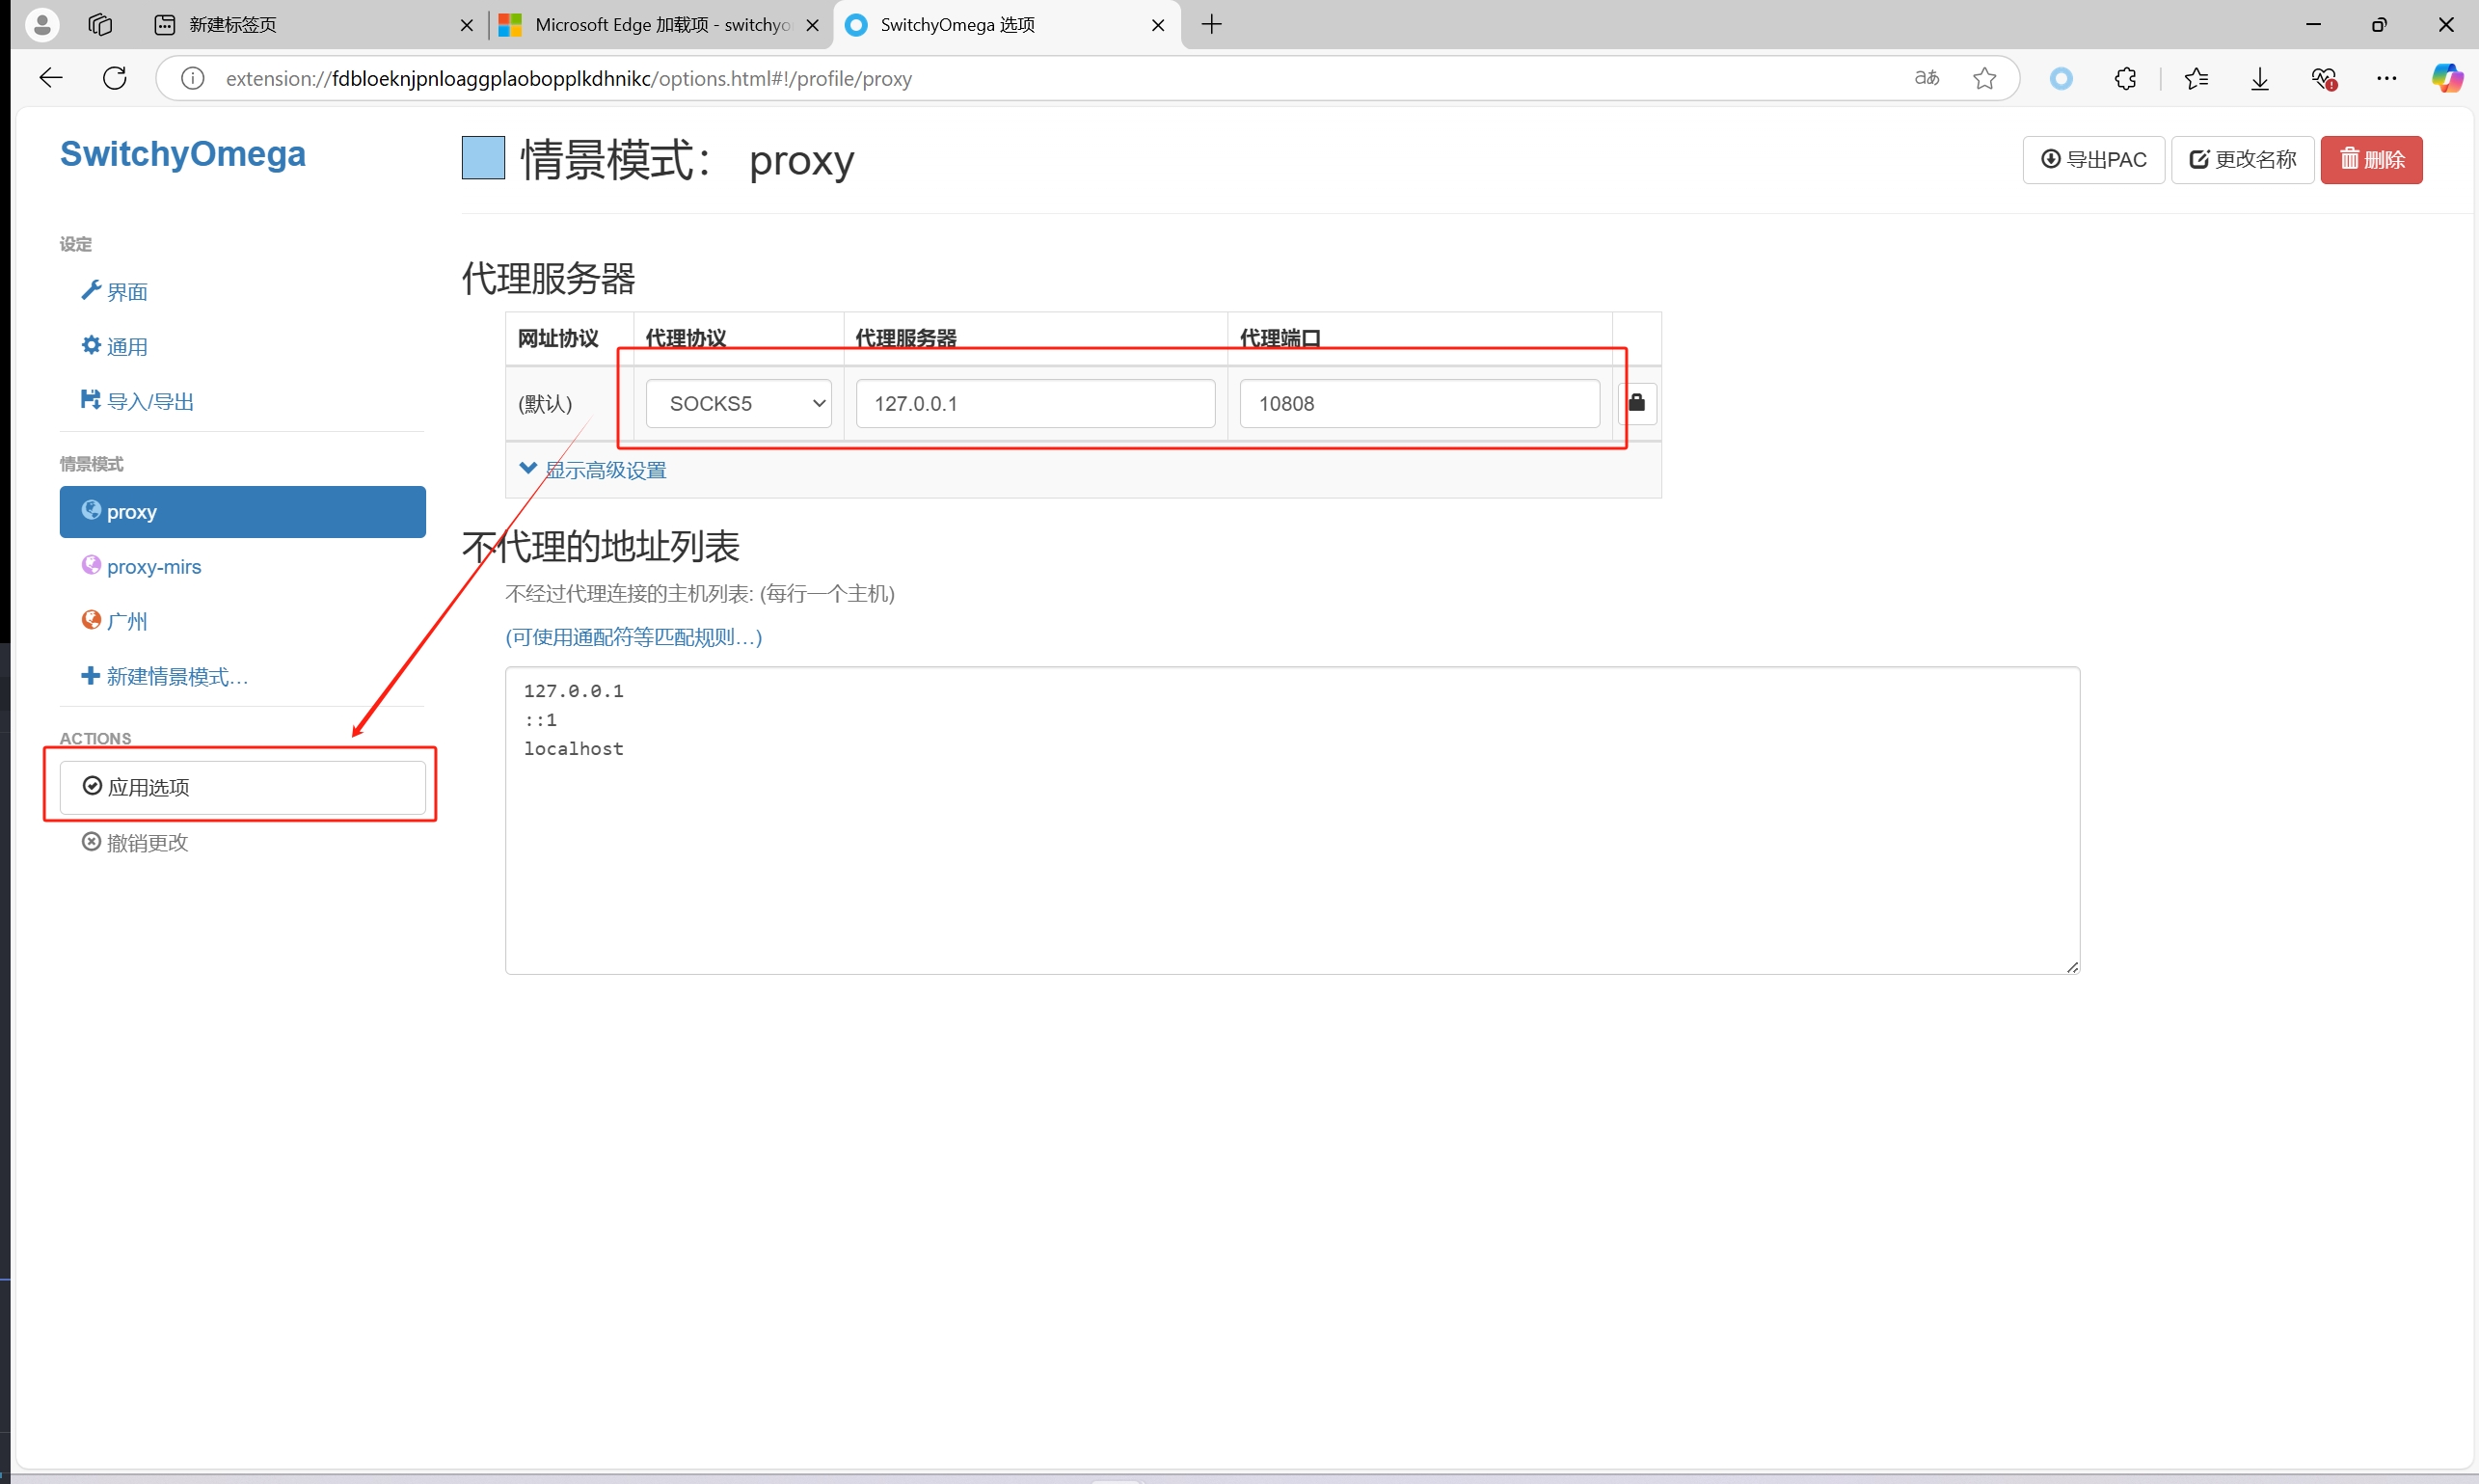 新建标签页
Microsoft Edge 加载项 - switchyo
SwitchyOmega 选项
extension://fdbloeknjpnloaggplaobopplkdhnikc/options.html#!/profile/proxy
aあ
SwitchyOmega
情景模式： proxy
导出PAC
更改名称
删除
设定
界面
通用
导入/导出
情景模式
proxy
proxy-mirs
广州
新建情景模式…
ACTIONS
应用选项
撤销更改
代理服务器
网址协议 代理协议 代理服务器 代理端口
(默认) SOCKS5 127.0.0.1 10808
显示高级设置
不代理的地址列表
不经过代理连接的主机列表: (每行一个主机)
(可使用通配符等匹配规则…)
127.0.0.1
::1
localhost